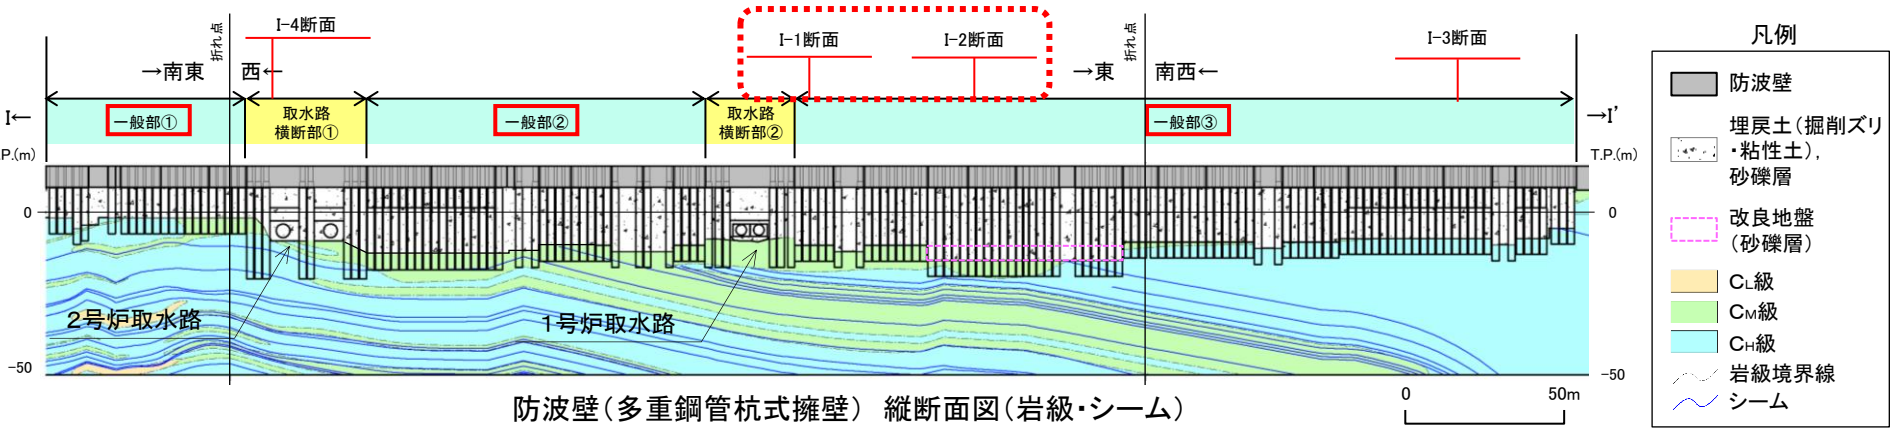 I-4断面
I-1断面
I-2断面
I-3断面
折れ点
折れ点
→南東
西←
→東
南西←
I←
一般部①
取水路
横断部①
一般部②
取水路
横断部②
一般部③
→I'
.P.(m)
T.P.(m)
0
0
2号炉取水路
1号炉取水路
-50
-50
防波壁(多重鋼管杭式擁壁) 縦断面図(岩級・シーム)
0
50m
凡例
防波壁
埋戻土(掘削ズリ
・粘性土),
砂礫層
改良地盤
(砂礫層)
CL級
CM級
CH級
岩級境界線
シーム